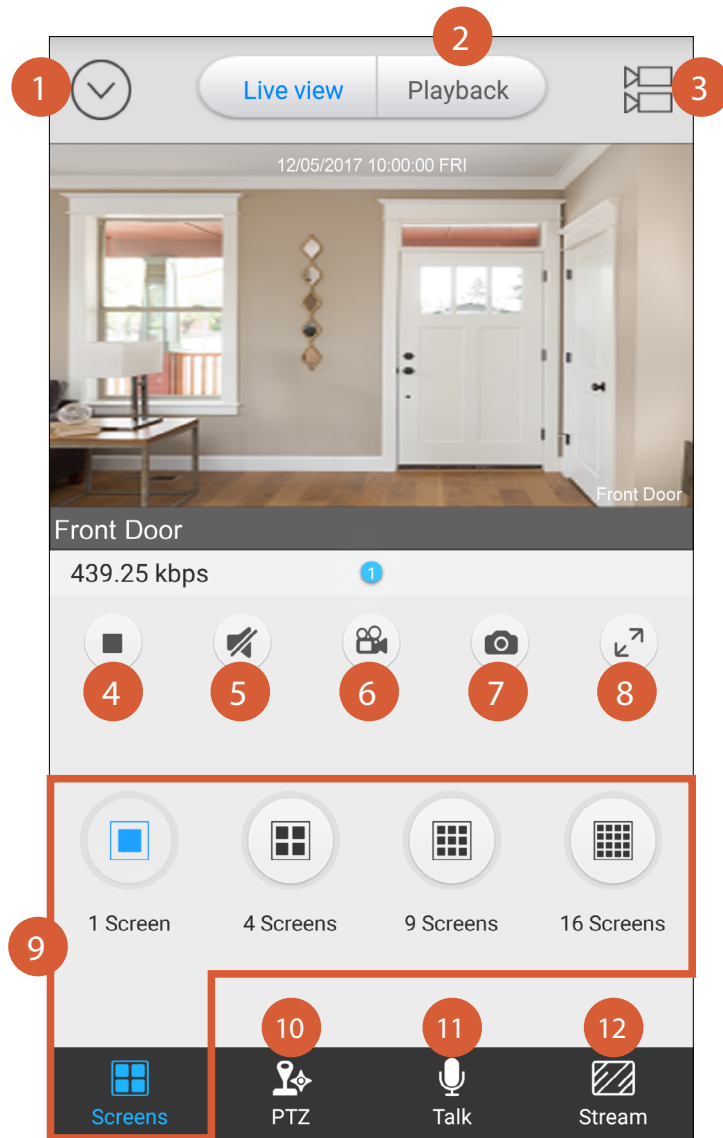 2
1
Live view
Playback
3
12/05/2017 10:00:00 FRI
Front Door
Front Door
439.25 kbps
1
4
5
6
7
8
1 Screen
4 Screens
9 Screens
16 Screens
9
10
11
12
Screens
PTZ
Talk
Stream